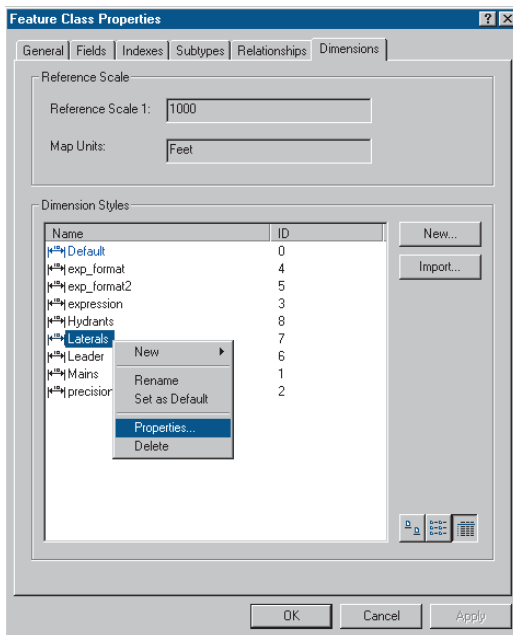 Feature Class Properties
General Fields Indexes Subtypes Relationships Dimensions
Reference Scale
Reference Scale 1: 1000
Map Units: Feet
Dimension Styles
Name ID
Default 0
exp_format 4
exp_format2 5
expression 3
Hydrants 8
Laterals 7
Leader 6
Mains 1
precision 2
New
Rename
Set as Default
Properties...
Delete
New...
Import...
OK Cancel Apply